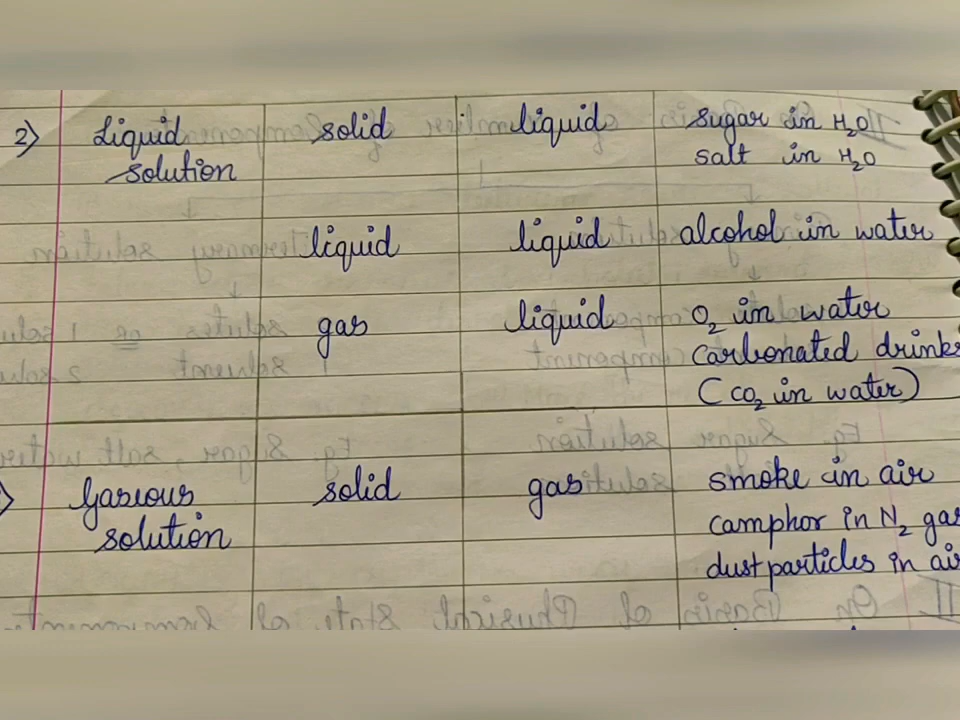 2) Liquid solid liquid sugar in H₂O
solution salt in H₂O
liquid liquid alcohol in water
gas liquid O₂ in water
carbonated drinks
(CO₂ in water)
Gasious solid gas smoke in air
solution camphor in N₂ gas
dust particles in air